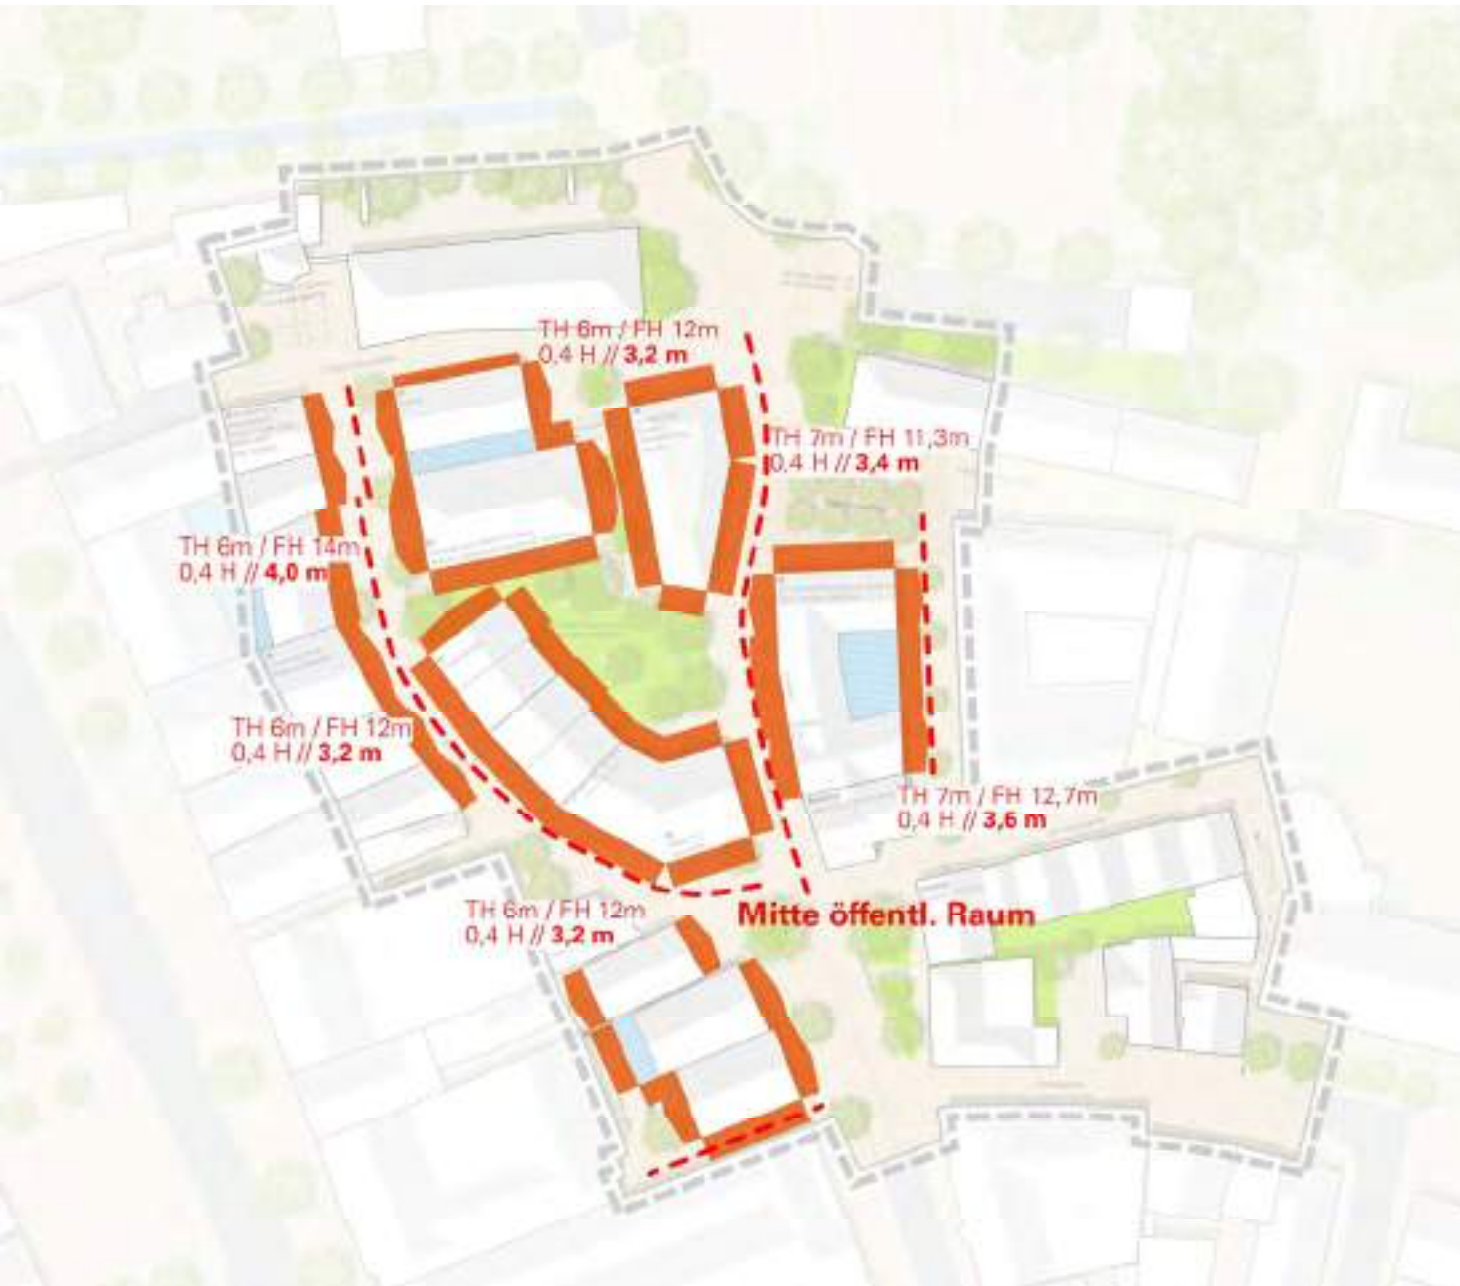 TH 6m / FH 12m
0,4 H // 3,2 m
TH 7m / FH 11,3m
0,4 H // 3,4 m
TH 6m / FH 14m
0,4 H // 4,0 m
TH 6m / FH 12m
0,4 H // 3,2 m
TH 7m / FH 12,7m
0,4 H // 3,6 m
TH 6m / FH 12m
0,4 H // 3,2 m
Mitte öffentl. Raum